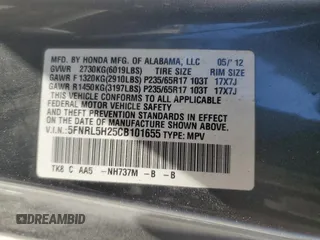 MFD. BY HONDA MFG. OF ALABAMA, LLC 05/'12
GVWR 2730KG(6019LBS) TIRE SIZE RIM SIZE
GAWR F 1320KG(2910LBS) P235/65R17 103T 17X7J
GAWR R 1450KG(3197LBS) P235/65R17 103T 17X7J
THIS VEHICLE CONFORMS TO ALL APPLICABLE FEDERAL
MOTOR VEHICLE SAFETY AND THEFT PREVENTION
STANDARDS IN EFFECT ON THE DATE OF
MANUFACTURE SHOWN ABOVE.
V.I.N.: 5FNRL5H25CB101655 TYPE: MPV
TK8 C AA5 -NH737M -B -B
DREAMBID